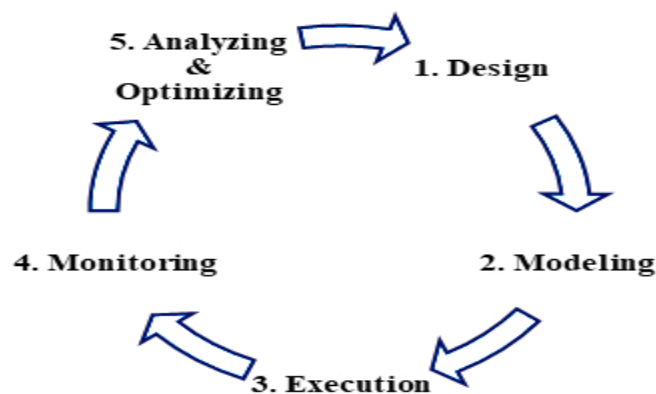 5. Analyzing
&
Optimizing
1. Design
2. Modeling
3. Execution
4. Monitoring